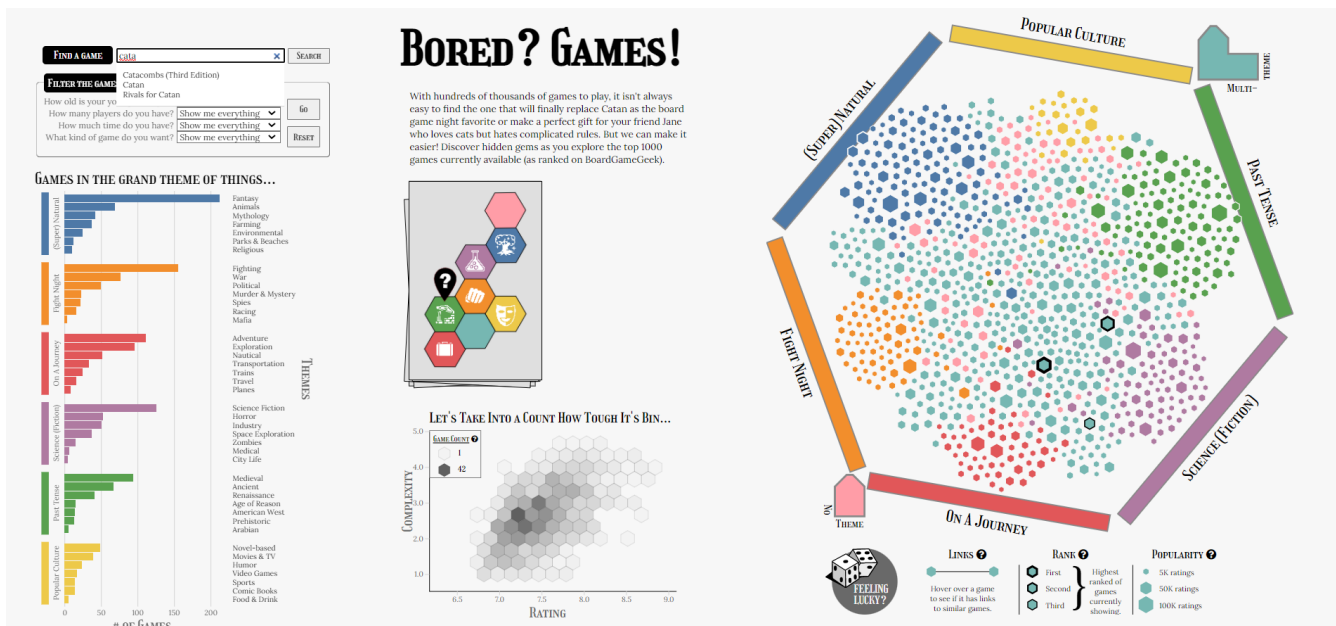 FIND A GAME
cata
×
SEARCH
Catacombs (Third Edition)
Catan
Rivals for Catan
FILTER THE GAME
How old is your yo
How many players do you have?
Show me everything
How much time do you have?
Show me everything
What kind of game do you want?
Show me everything
GO
RESET
GAMES IN THE GRAND THEME OF THINGS...
(Super) Natural
Fantasy
Animals
Mythology
Farming
Environmental
Parks & Beaches
Religious
Fight Night
Fighting
War
Political
Murder & Mystery
Spies
Racing
Mafia
On A Journey
Adventure
Exploration
Nautical
Transportation
Trains
Travel
Planes
Science (Fiction)
Science Fiction
Horror
Industry
Space Exploration
Zombies
Medical
City Life
Past Tense
Medieval
Ancient
Renaissance
Age of Reason
American West
Prehistoric
Arabian
Popular Culture
Novel-based
Movies & TV
Humor
Video Games
Sports
Comic Books
Food & Drink
THEMES
0 50 100 150 200
# OF GAMES
BORED? GAMES!
With hundreds of thousands of games to play, it isn't always
easy to find the one that will finally replace Catan as the board
game night favorite or make a perfect gift for your friend Jane
who loves cats but hates complicated rules. But we can make it
easier! Discover hidden gems as you explore the top 1000
games currently available (as ranked on BoardGameGeek).
?
LET'S TAKE INTO A COUNT HOW TOUGH IT'S BIN...
GAME COUNT ?
1
42
COMPLEXITY
5.0
4.0
3.0
2.0
1.0
6.5 7.0 7.5 8.0 8.5 9.0
RATING
POPULAR CULTURE
(SUPER) NATURAL
MULTI-
THEME
PAST TENSE
FIGHT NIGHT
SCIENCE (FICTION)
NO
THEME
ON A JOURNEY
FEELING
LUCKY?
LINKS ?
Hover over a game
to see if it has links
to similar games.
RANK ?
First
Second
Third
Highest
ranked of
games
currently
showing.
POPULARITY ?
5K ratings
50K ratings
100K ratings